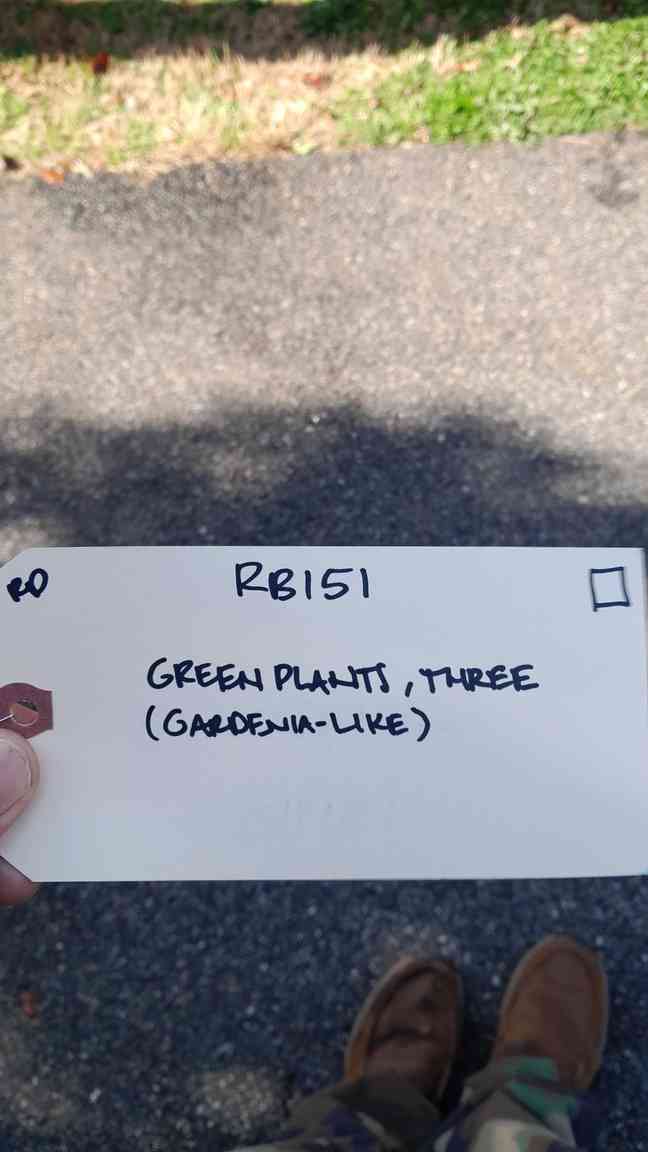 RD
RB151
GREEN PLANTS, THREE
(GARDENIA-LIKE)